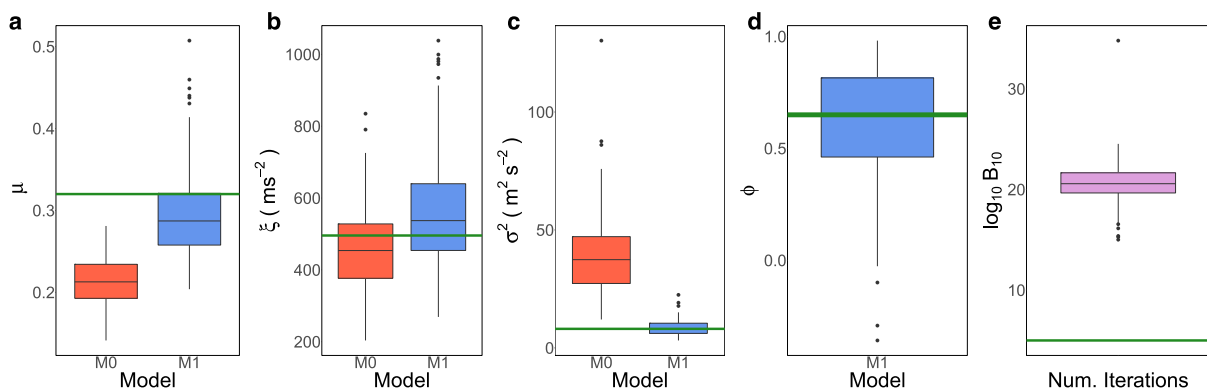 a
μ
0.5
0.4
0.3
0.2
M0 M1
Model
b
ξ ( ms⁻² )
1000
800
600
400
200
M0 M1
Model
c
σ² ( m² s⁻² )
100
50
0
M0 M1
Model
d
ϕ
1.0
0.5
0.0
M1
Model
e
log₁₀ B₁₀
30
20
10
Num. Iterations